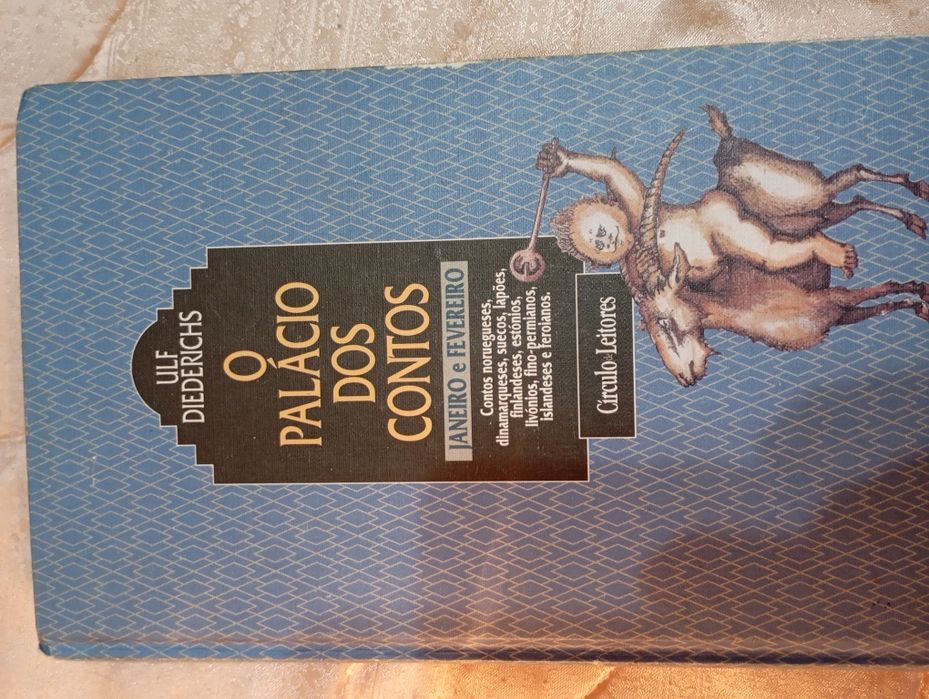 ULF
DIEDERICHS
O
PALÁCIO
DOS
CONTOS
JANEIRO e FEVEREIRO
Contos noruegueses,
dinamarqueses, suecos, lapões,
finlandeses, estónios,
livónios, fino-permianos,
islandeses e feroianos.
Círculo de Leitores